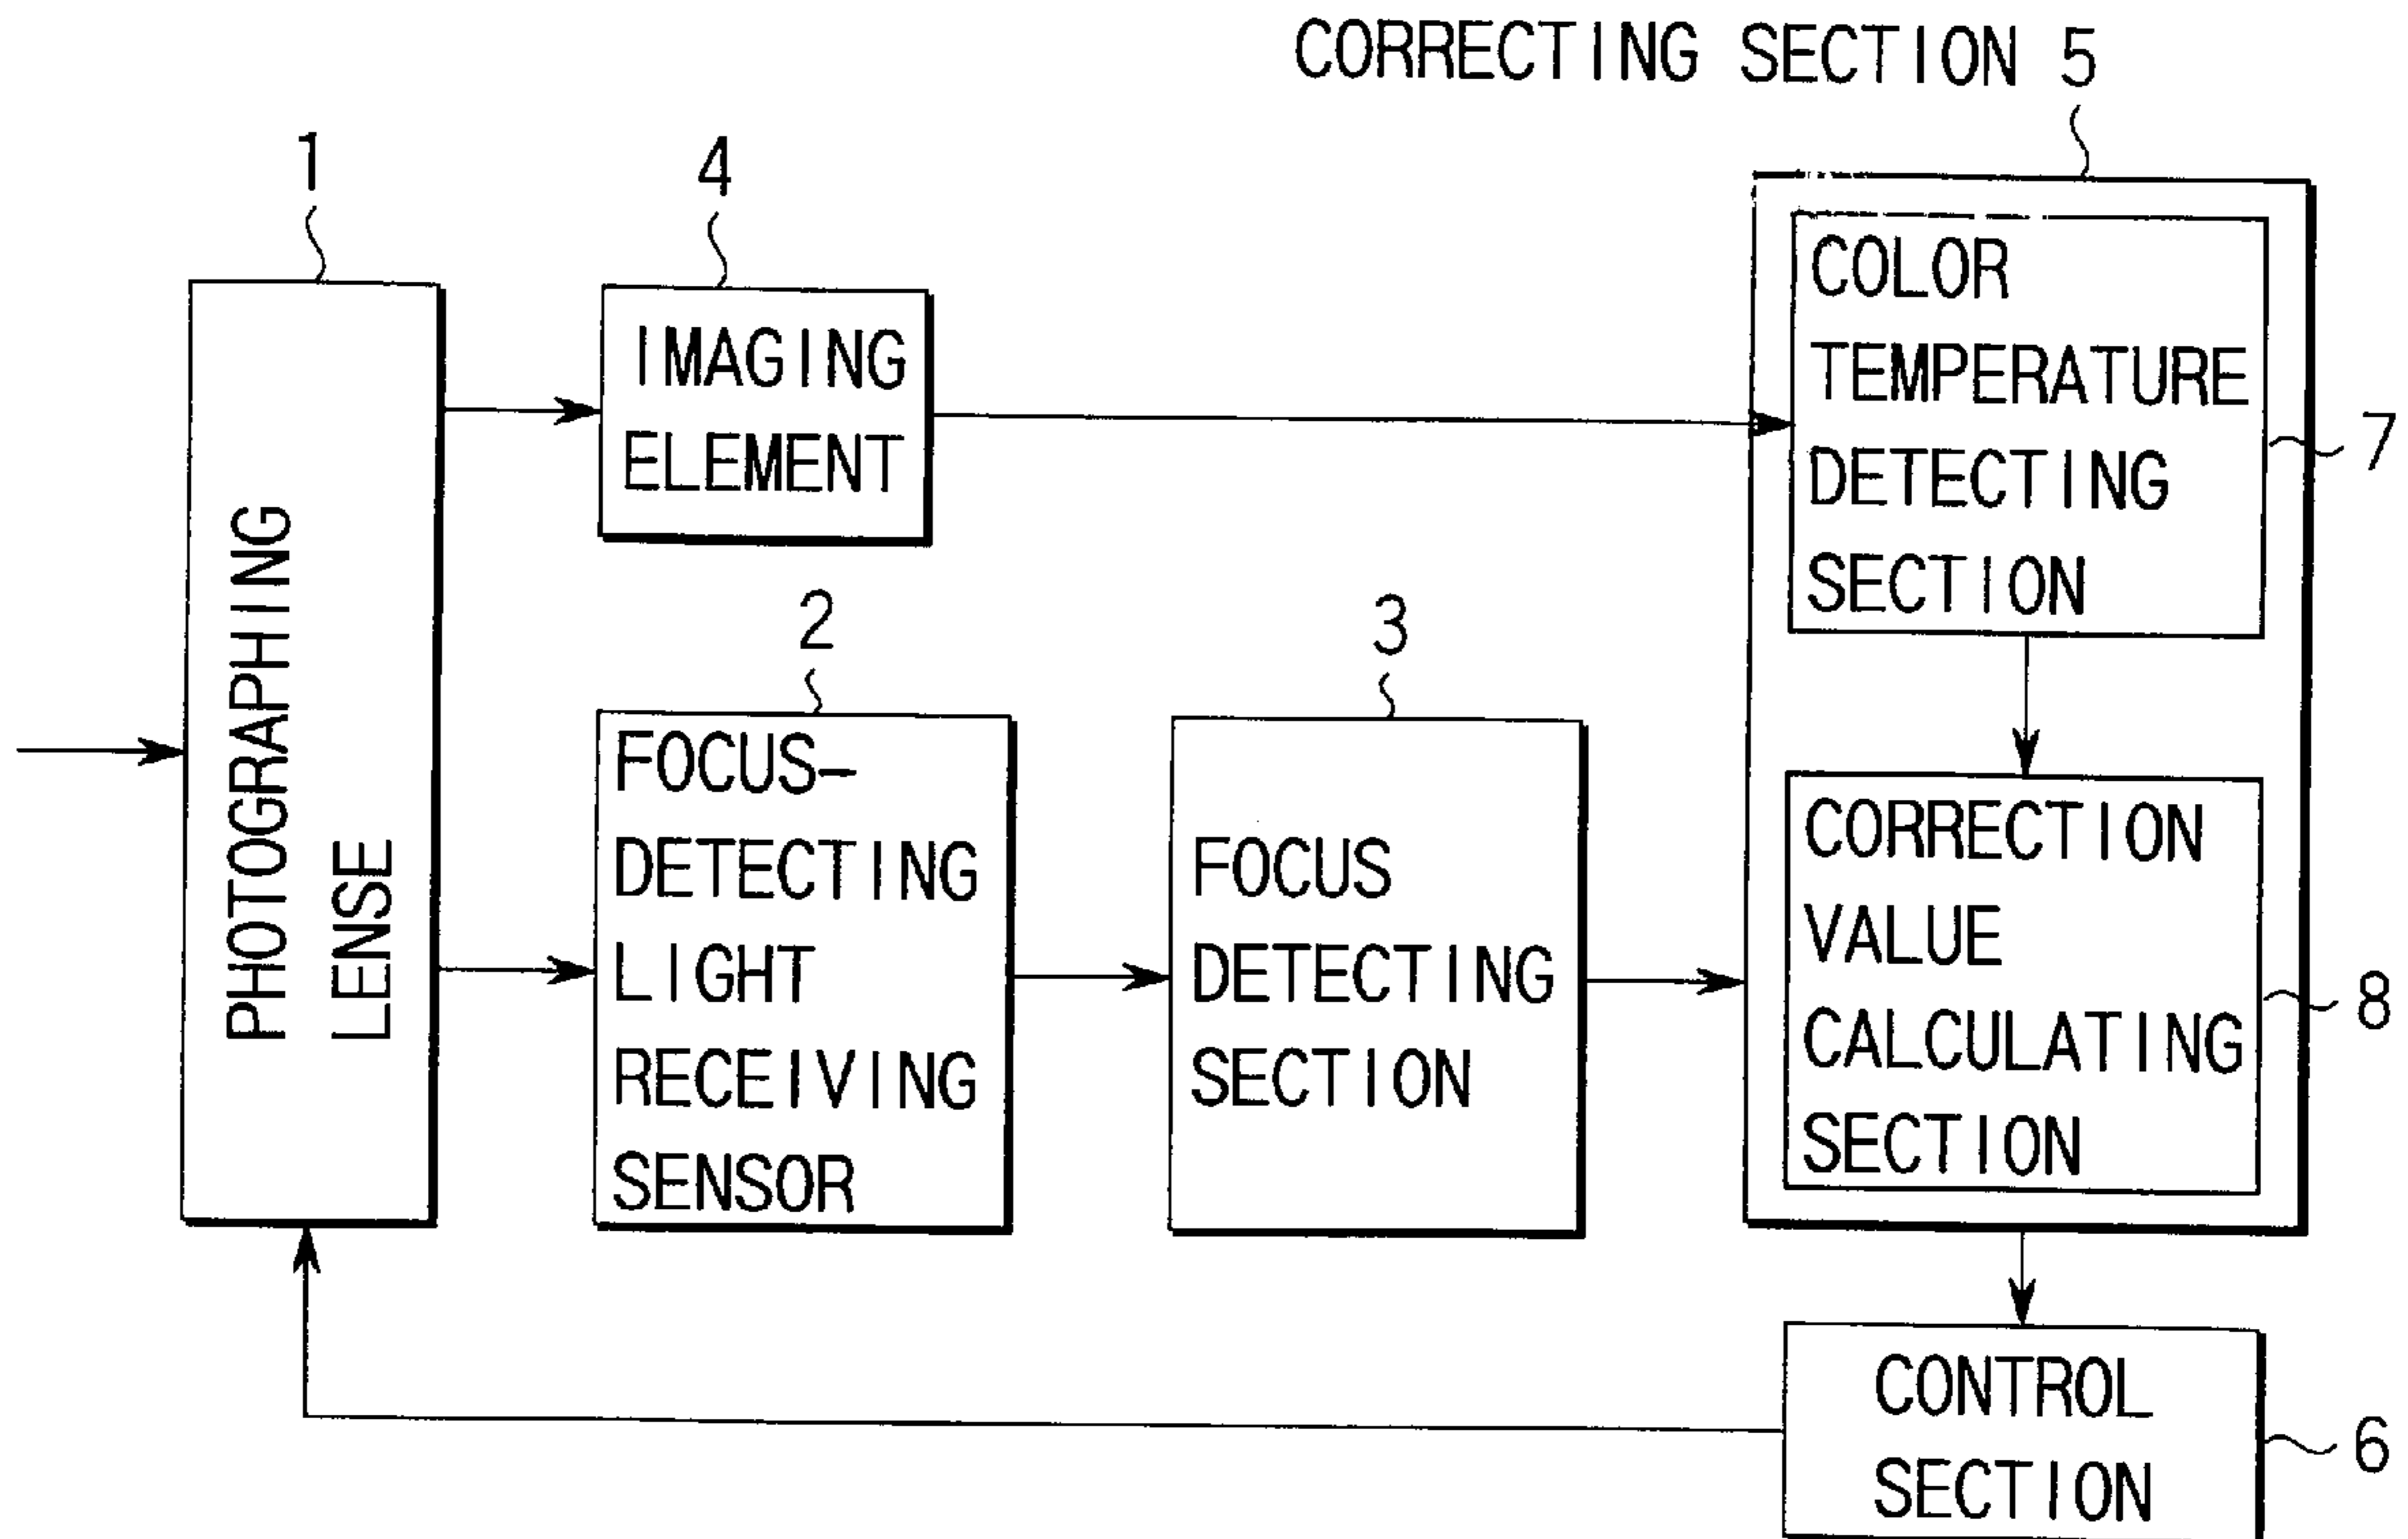 CORRECTING SECTION 5
1
4
PHOTOGRAPHING
LENSE
IMAGING
ELEMENT
COLOR
TEMPERATURE
DETECTING
SECTION
7
2
3
FOCUS-
DETECTING
LIGHT
RECEIVING
SENSOR
FOCUS
DETECTING
SECTION
CORRECTION
VALUE
CALCULATING
SECTION
8
CONTROL
SECTION
6